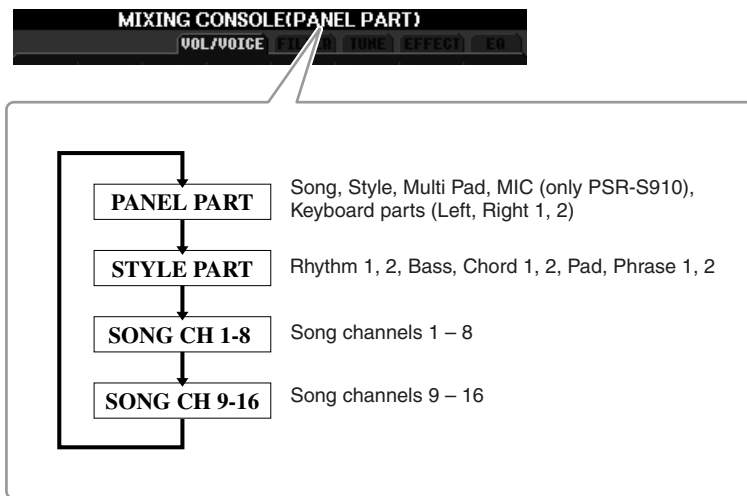 MIXING CONSOLE(PANEL PART)
VOL/VOICE FILTER TUNE EFFECT EQ
PANEL PART
Song, Style, Multi Pad, MIC (only PSR-S910),
Keyboard parts (Left, Right 1, 2)
STYLE PART
Rhythm 1, 2, Bass, Chord 1, 2, Pad, Phrase 1, 2
SONG CH 1-8
Song channels 1 – 8
SONG CH 9-16
Song channels 9 – 16